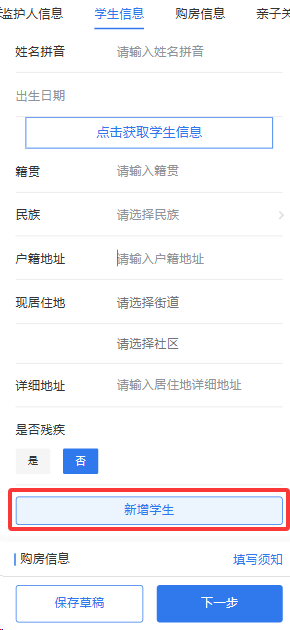 监护人信息 学生信息 购房信息 亲子关
姓名拼音 请输入姓名拼音
出生日期
点击获取学生信息
籍贯 请输入籍贯
民族 请选择民族
户籍地址 请输入户籍地址
现居住地 请选择街道
请选择社区
详细地址 请输入居住地详细地址
是否残疾
是 否
新增学生
购房信息 填写须知
保存草稿 下一步